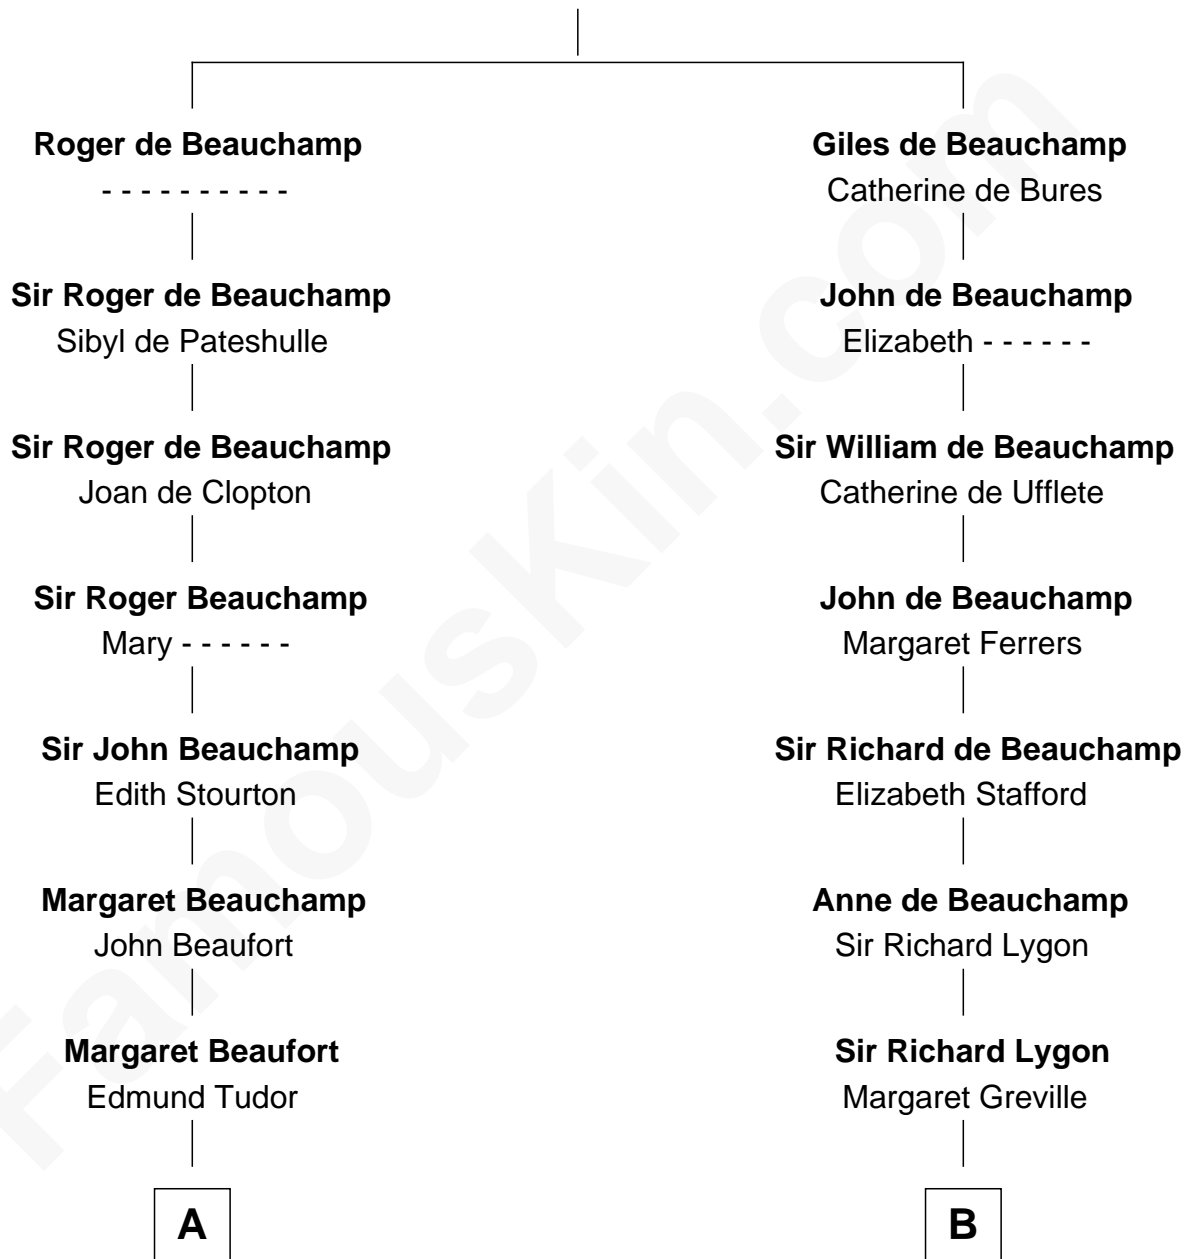 Roger de Beauchamp
- - - - - - - - - -
Sir Roger de Beauchamp
Sibyl de Pateshulle
Sir Roger de Beauchamp
Joan de Clopton
Sir Roger Beauchamp
Mary - - - - - -
Sir John Beauchamp
Edith Stourton
Margaret Beauchamp
John Beaufort
Margaret Beaufort
Edmund Tudor
A
Giles de Beauchamp
Catherine de Bures
John de Beauchamp
Elizabeth - - - - - -
Sir William de Beauchamp
Catherine de Ufflete
John de Beauchamp
Margaret Ferrers
Sir Richard de Beauchamp
Elizabeth Stafford
Anne de Beauchamp
Sir Richard Lygon
Sir Richard Lygon
Margaret Greville
B
FamousKin.com